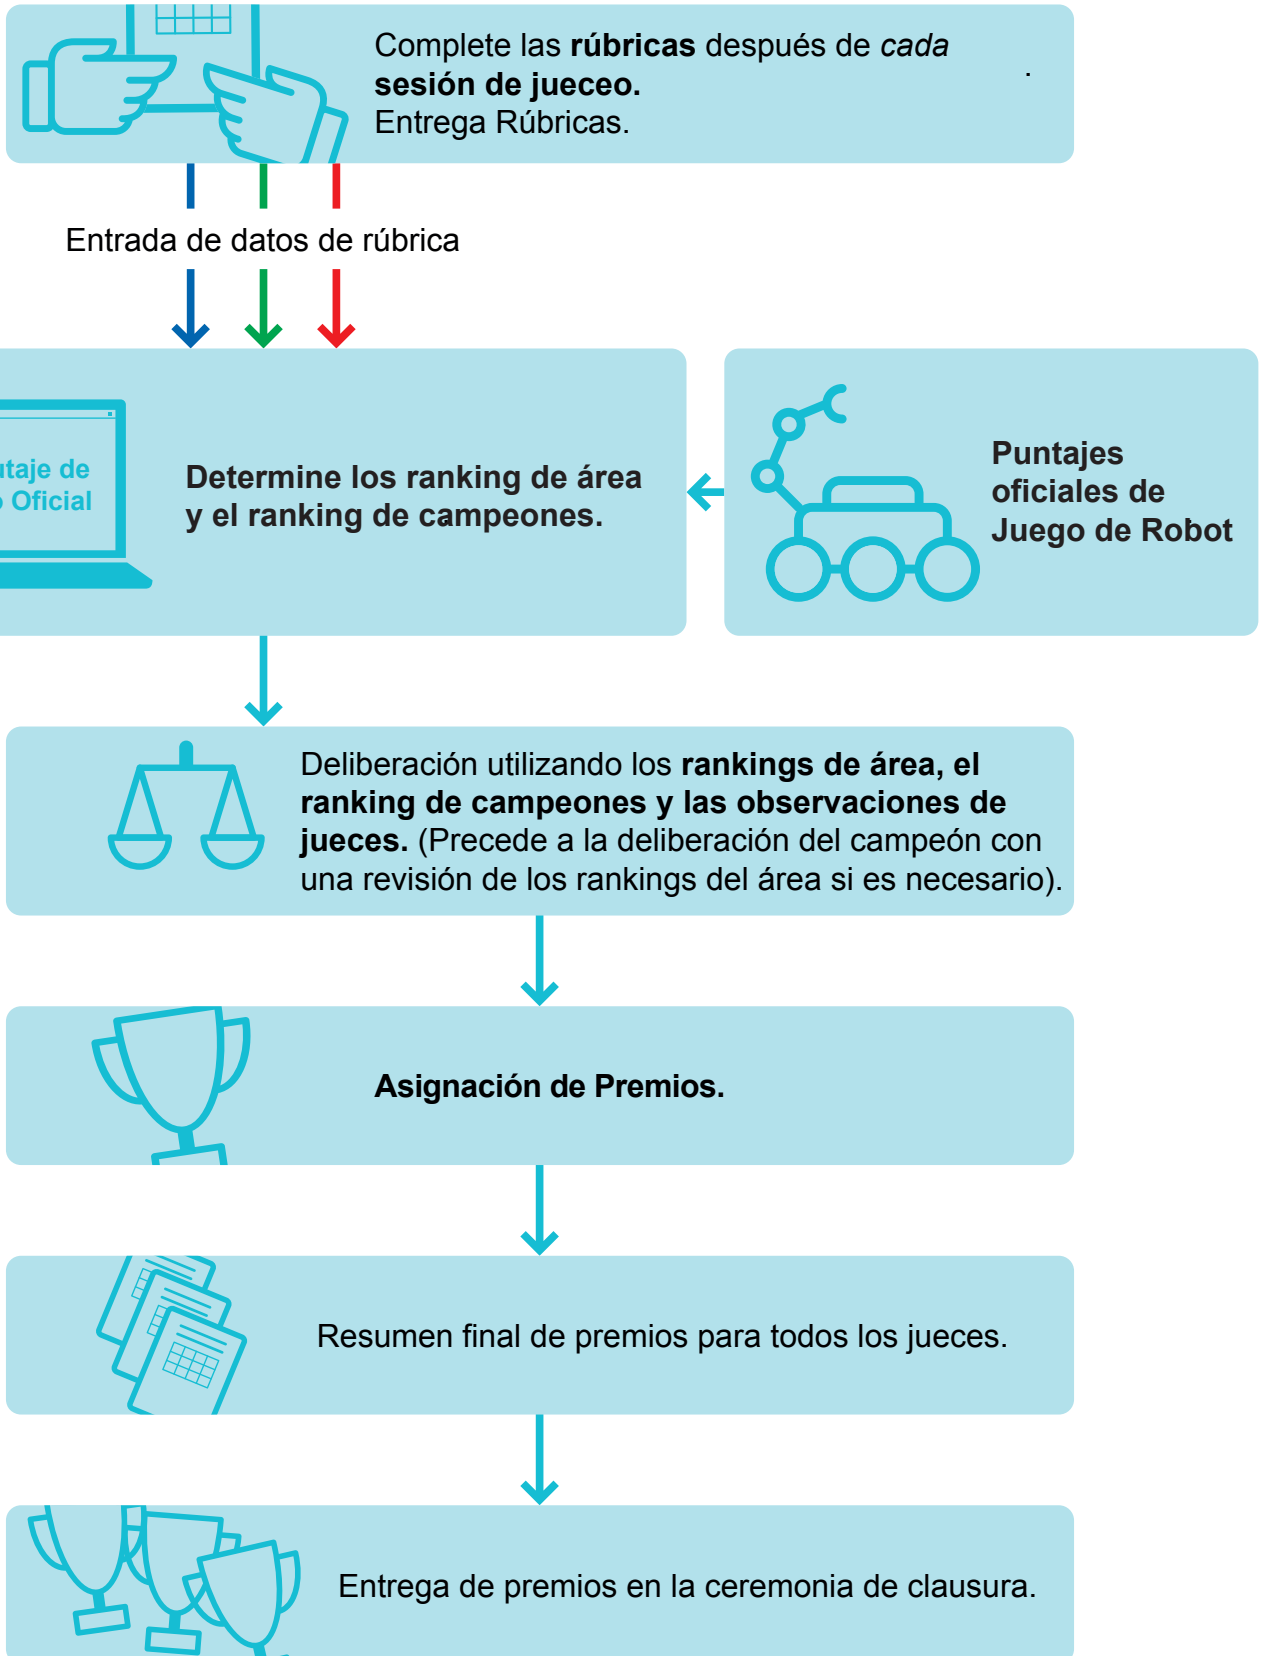 Complete las rúbricas después de cada
sesión de jueceo.
.
Entrega Rúbricas.
Entrada de datos de rúbrica
de
Oficial
Determine los ranking de área
y el ranking de campeones.
Puntajes
oficiales de
Juego de Robot
Deliberación utilizando los rankings de área, el
ranking de campeones y las observaciones de
jueces. (Precede a la deliberación del campeón con
una revisión de los rankings del área si es necesario).
Asignación de Premios.
Resumen final de premios para todos los jueces.
Entrega de premios en la ceremonia de clausura.